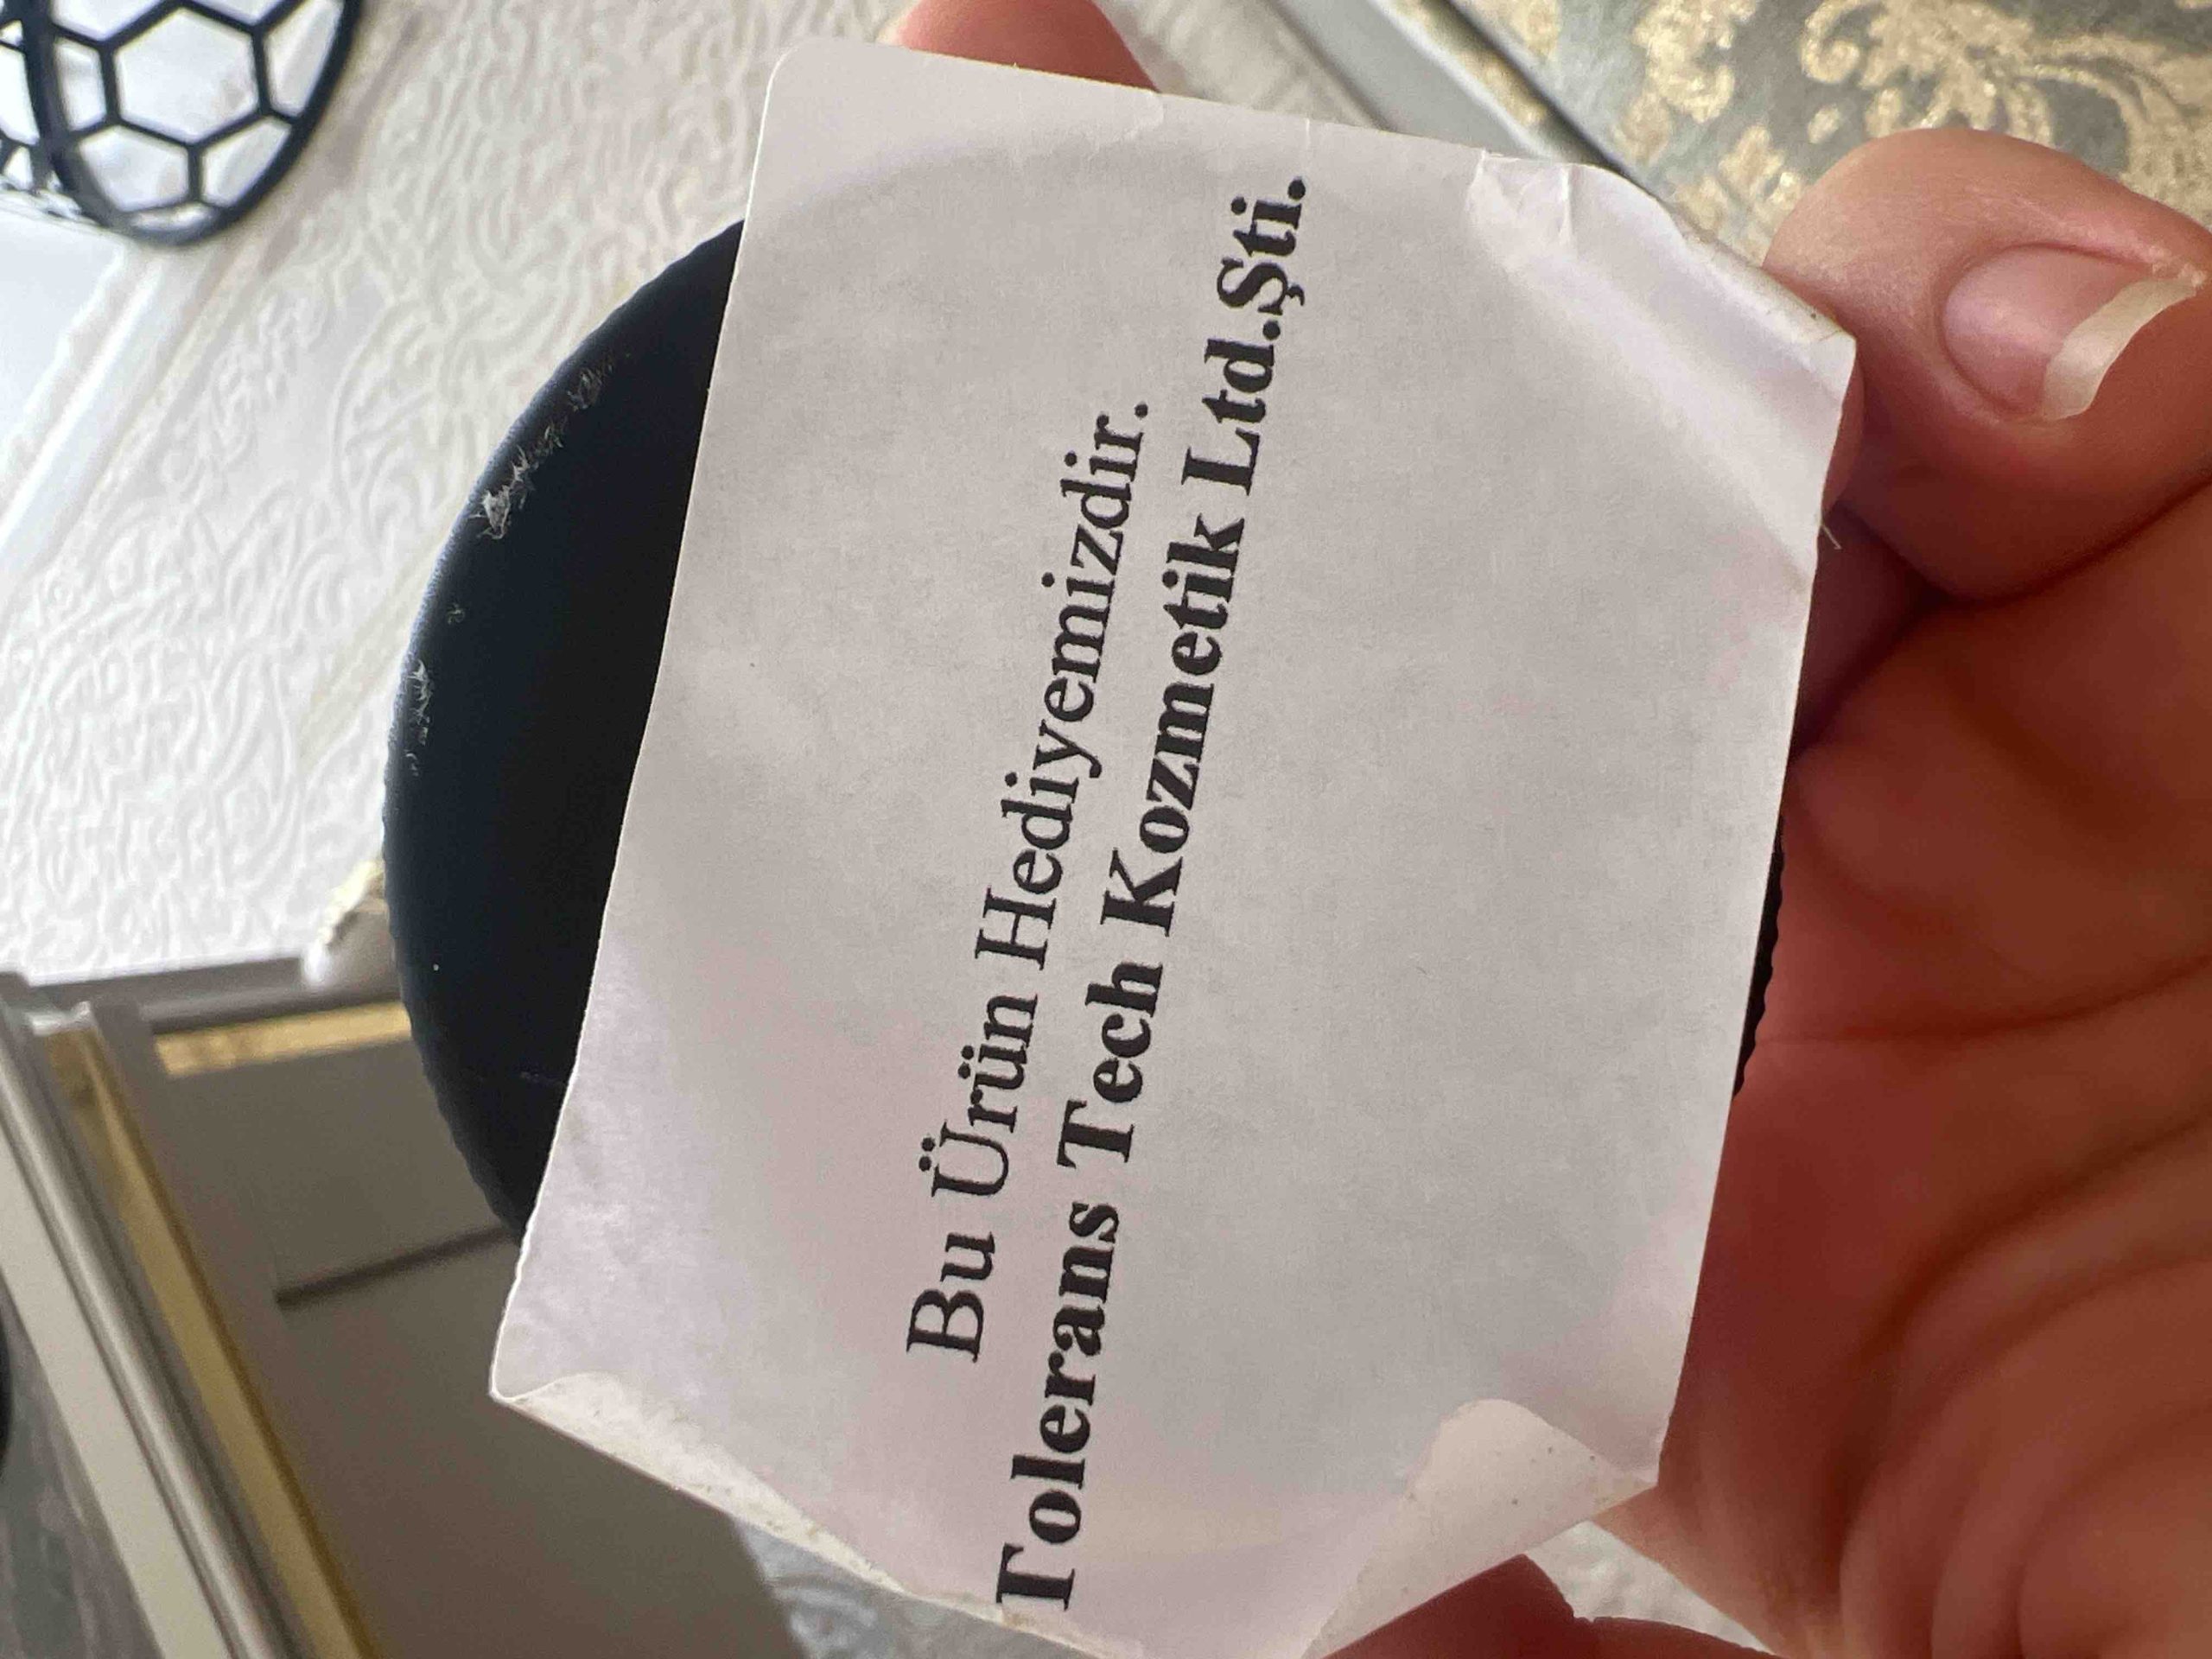 Bu Ürün Hediyemizdir.
Tolerans Tech Kozmetik Ltd.Şti.